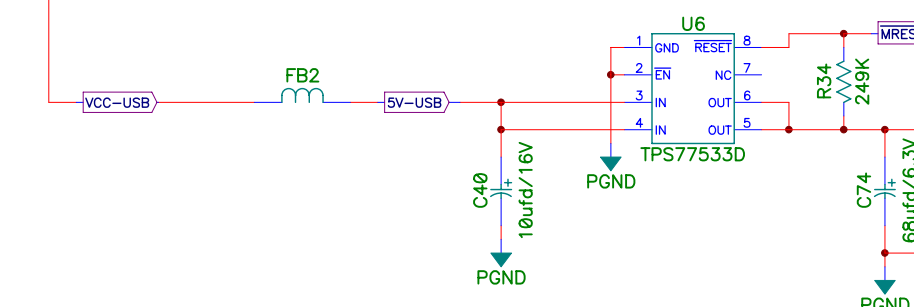 U6
1 GND RESET 8
2 EN NC 7
3 IN OUT 6
4 IN OUT 5
TPS77533D
MRES
R34
249K
VCC-USB
FB2
5V-USB
PGND
C40
10ufd/16V
PGND
C74
68ufd/6.3V
PGND